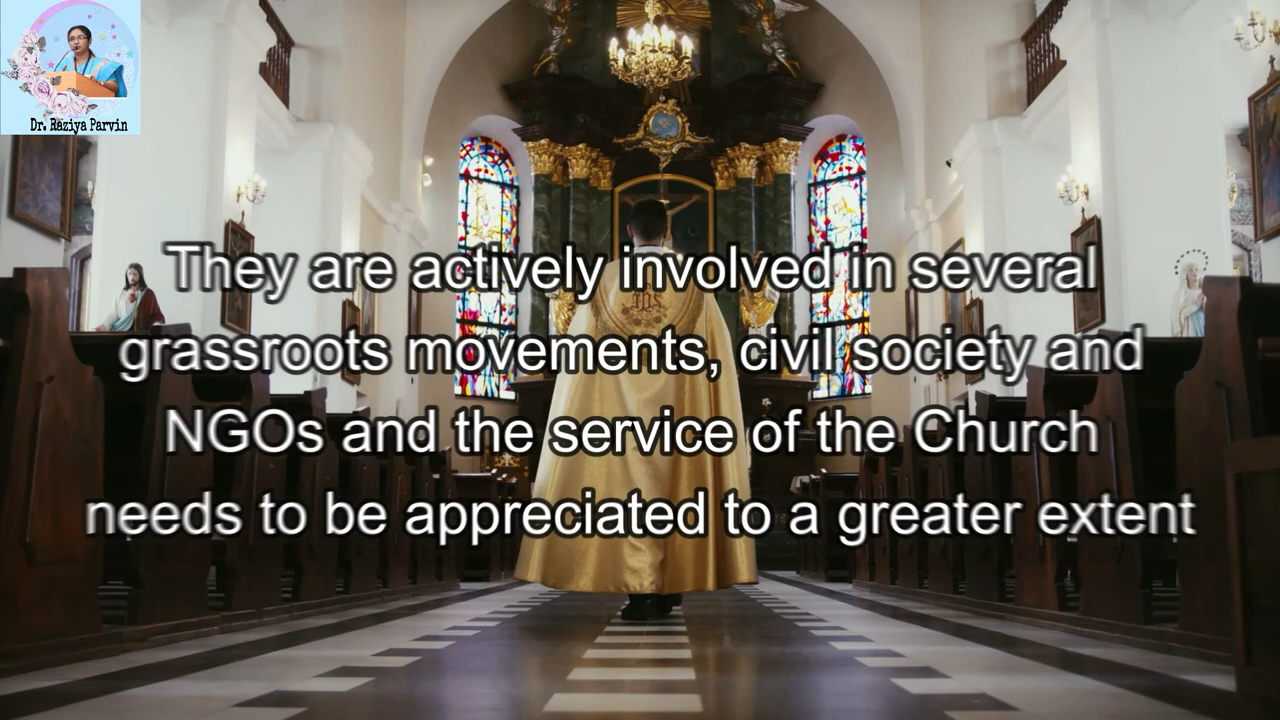 Dr. Raziya Parvin
They are actively involved in several
grassroots movements, civil society and
NGOs and the service of the Church
needs to be appreciated to a greater extent
IHS